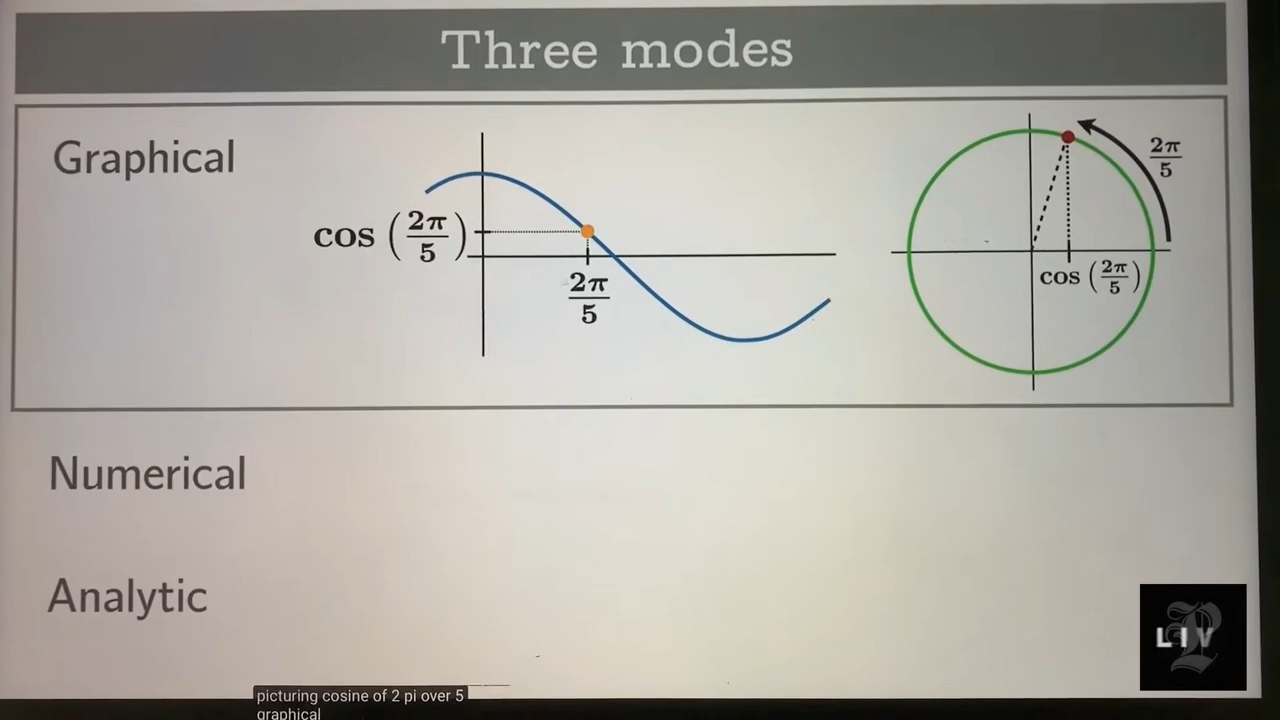 Three modes
Graphical
cos (2π/5)
2π/5
2π/5
cos (2π/5)
Numerical
Analytic
LIV
picturing cosine of 2 pi over 5
graphical